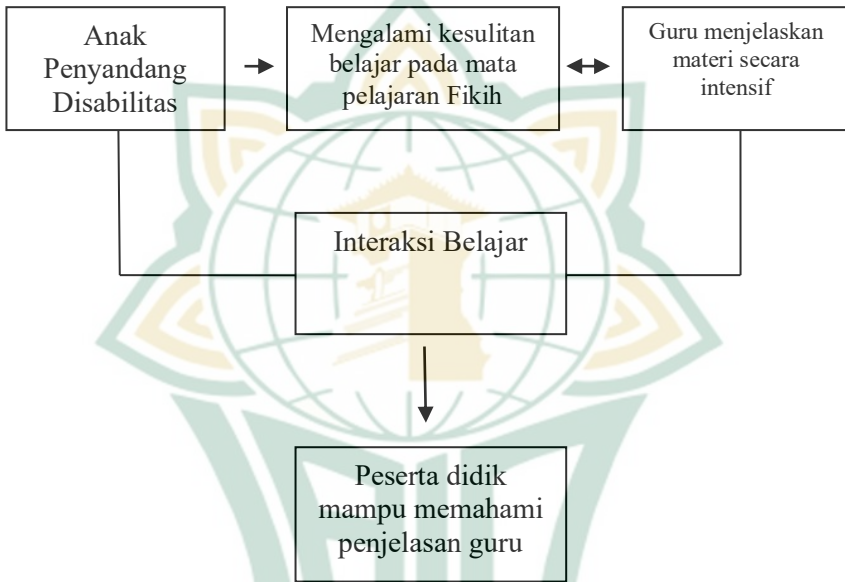 Anak
Penyandang
Disabilitas
Mengalami kesulitan
belajar pada mata
pelajaran Fikih
Guru menjelaskan
materi secara
intensif
Interaksi Belajar
Peserta didik
mampu memahami
penjelasan guru